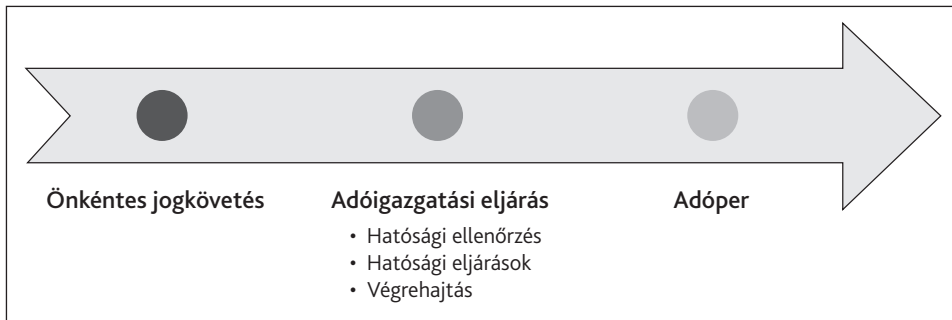 Önkéntes jogkövetés
Adóigazgatási eljárás
• Hatósági ellenőrzés
• Hatósági eljárások
• Végrehajtás
Adóper